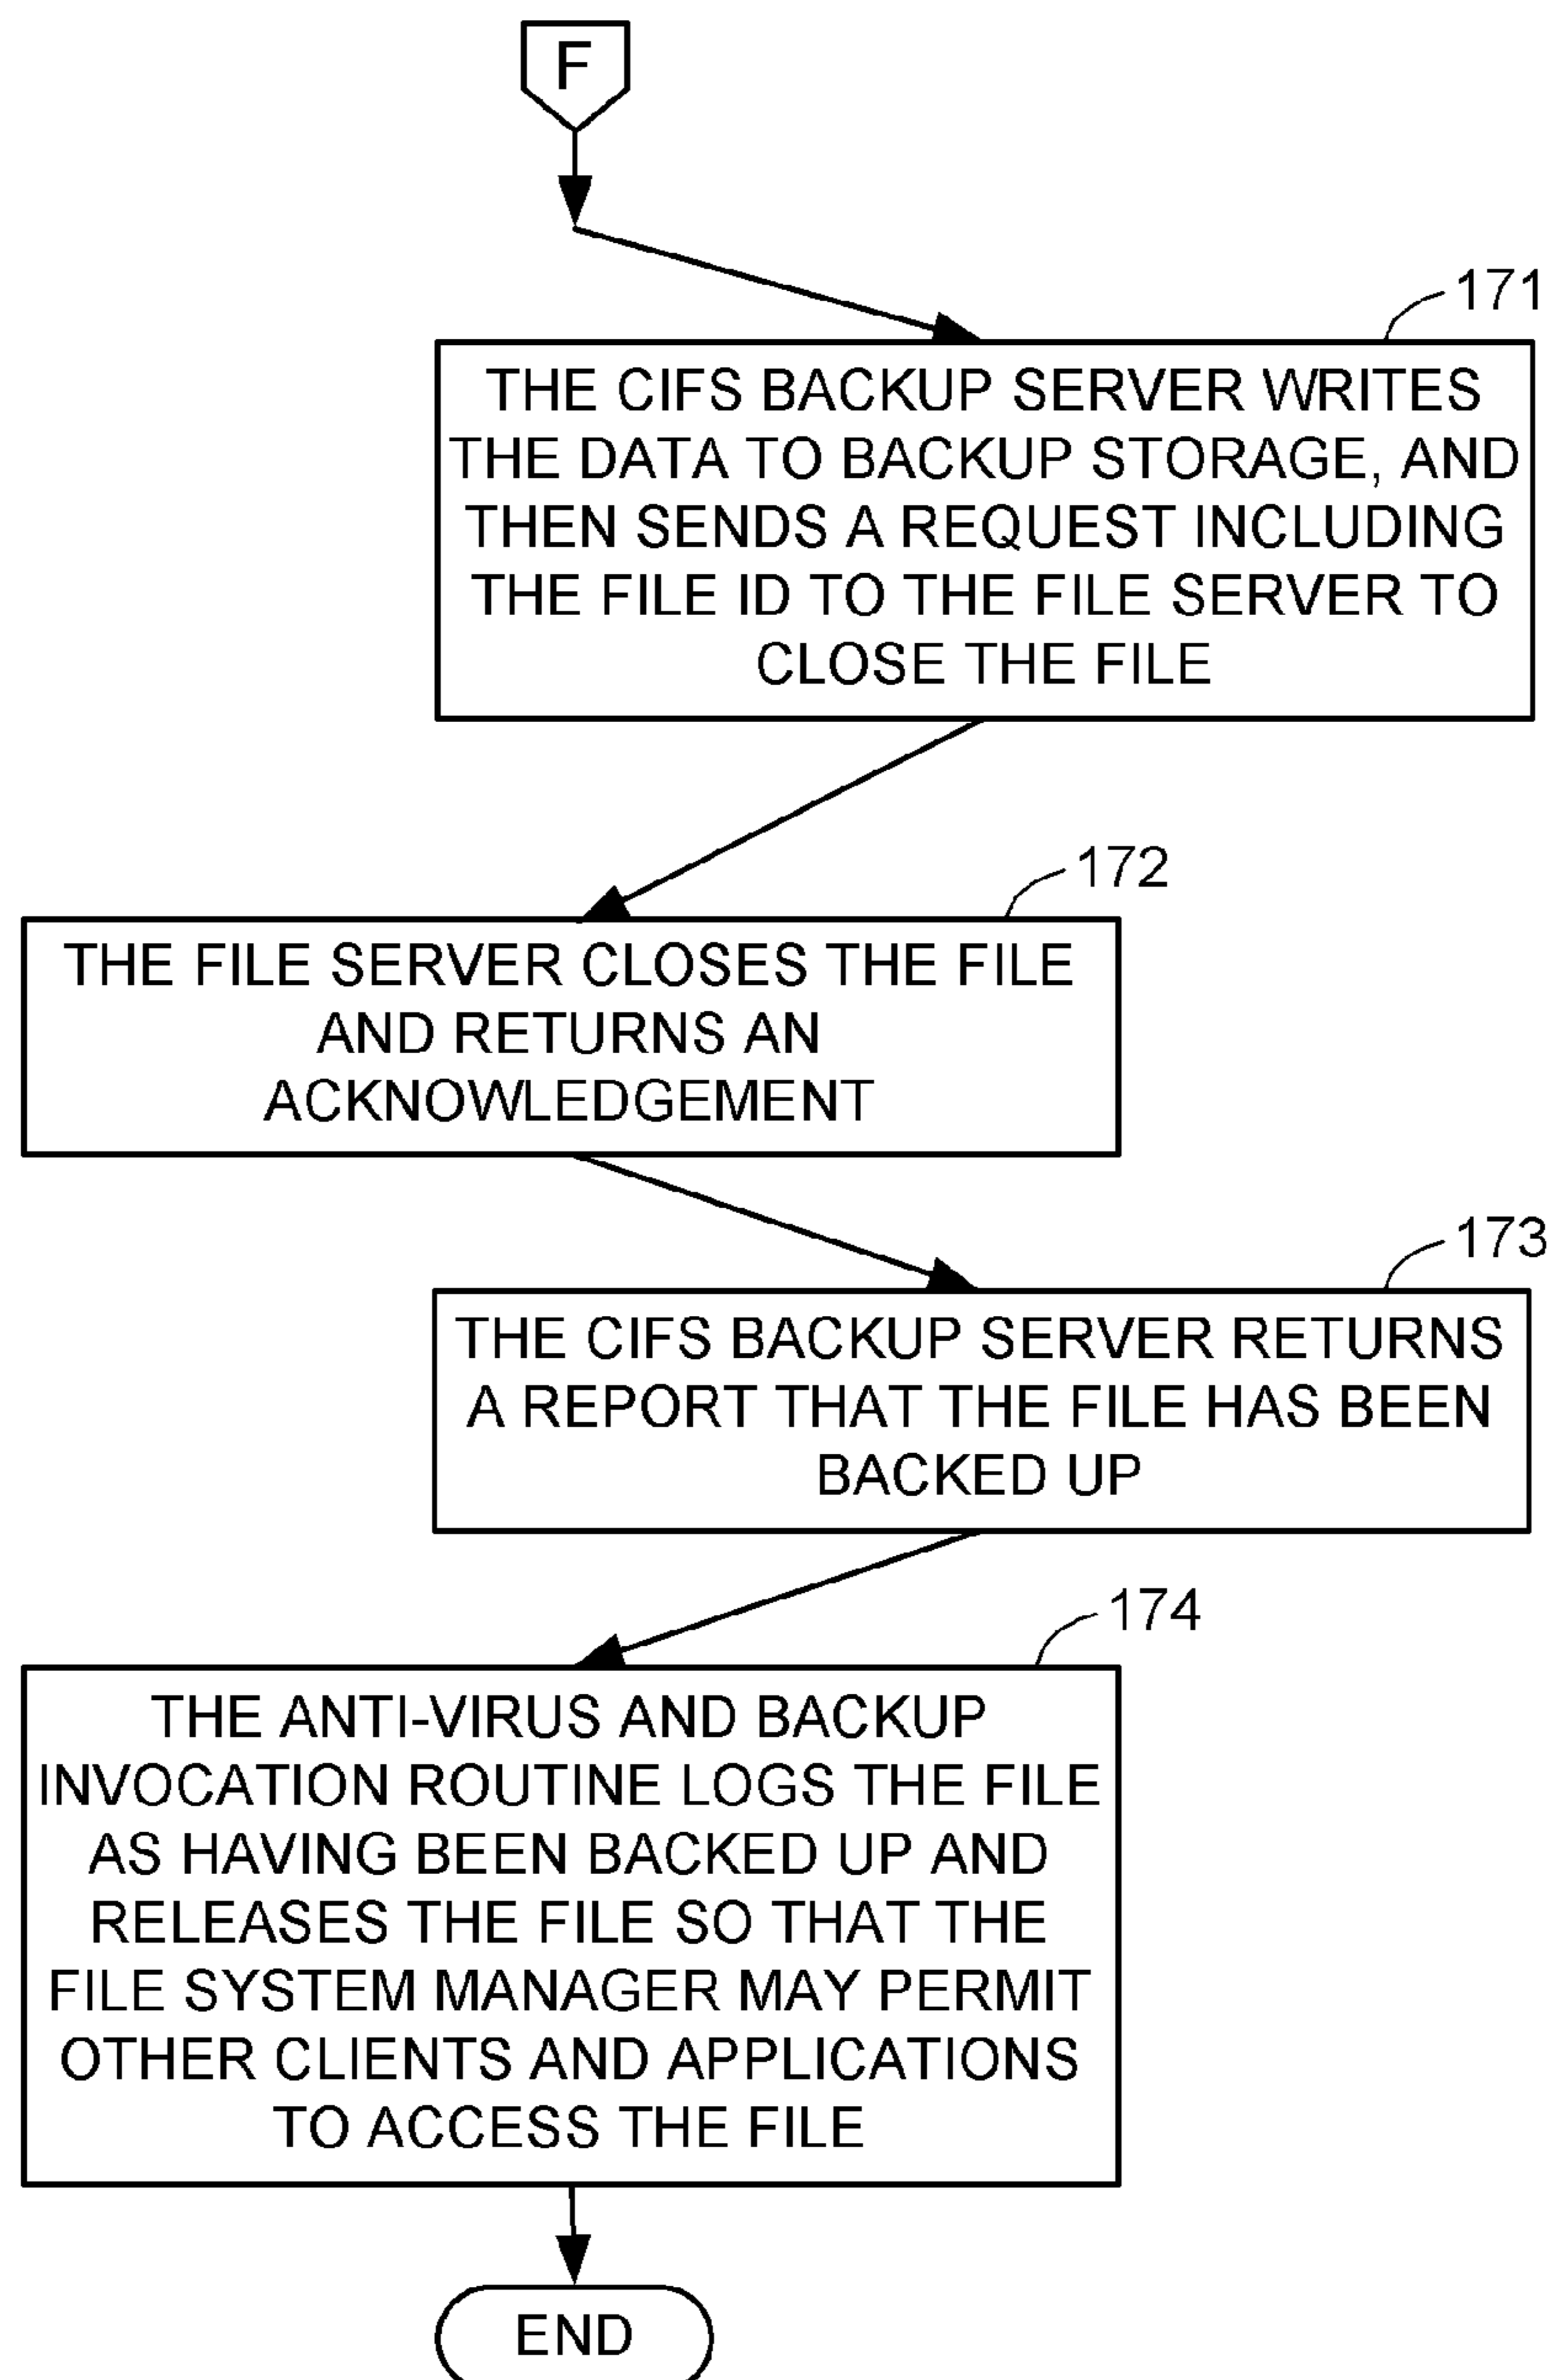 F
171
THE CIFS BACKUP SERVER WRITES
THE DATA TO BACKUP STORAGE, AND
THEN SENDS A REQUEST INCLUDING
THE FILE ID TO THE FILE SERVER TO
CLOSE THE FILE
172
THE FILE SERVER CLOSES THE FILE
AND RETURNS AN
ACKNOWLEDGEMENT
173
THE CIFS BACKUP SERVER RETURNS
A REPORT THAT THE FILE HAS BEEN
BACKED UP
174
THE ANTI-VIRUS AND BACKUP
INVOCATION ROUTINE LOGS THE FILE
AS HAVING BEEN BACKED UP AND
RELEASES THE FILE SO THAT THE
FILE SYSTEM MANAGER MAY PERMIT
OTHER CLIENTS AND APPLICATIONS
TO ACCESS THE FILE
END